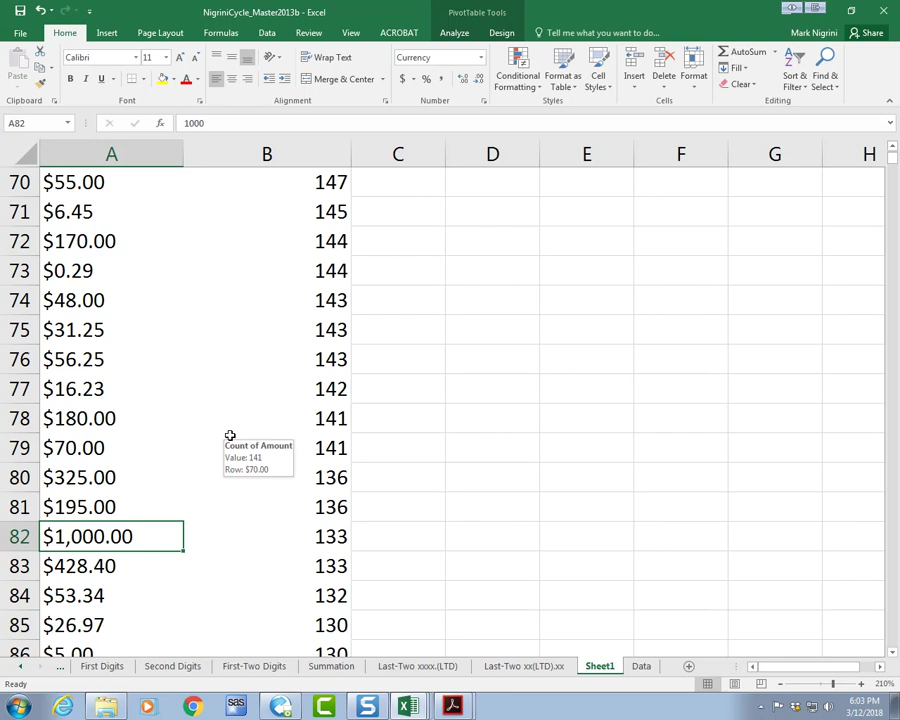 NigriniCycle_Master2013b - Excel
PivotTable Tools
File Home Insert Page Layout Formulas Data Review View ACROBAT Analyze Design Tell me what you want to do... Mark Nigrini Share
Paste
Calibri 11
B I U
Wrap Text
Merge & Center
Currency
$ % ,
Conditional Formatting
Format as Table
Cell Styles
Insert Delete Format
AutoSum
Fill
Clear
Sort & Filter
Find & Select
Clipboard Font Alignment Number Styles Cells Editing
A82 fx 1000
A B C D E F G H
70 $55.00 147
71 $6.45 145
72 $170.00 144
73 $0.29 144
74 $48.00 143
75 $31.25 143
76 $56.25 143
77 $16.23 142
78 $180.00 141
79 $70.00 141
Count of Amount
Value: 141
Row: $70.00
80 $325.00 136
81 $195.00 136
82 $1,000.00 133
83 $428.40 133
84 $53.34 132
85 $26.97 130
86 $5.00 130
... First Digits Second Digits First-Two Digits Summation Last-Two xxxx.(LTD) Last-Two xx(LTD).xx Sheet1 Data
Ready 210%
sas
6:03 PM
3/12/2018